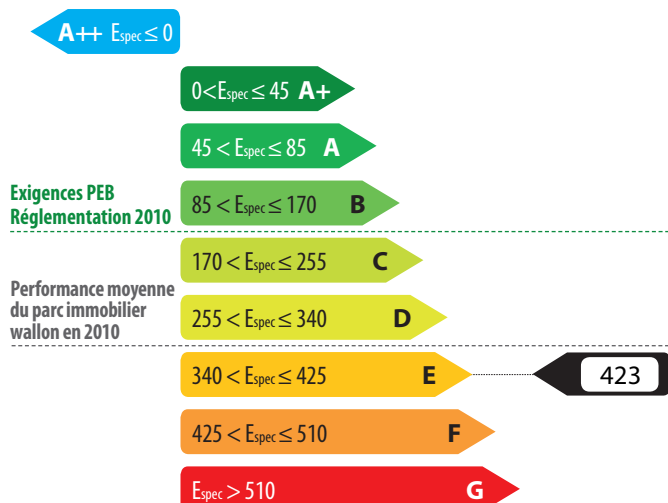 A++ Espec ≤ 0
0<Espec ≤ 45 A+
45 < Espec ≤ 85 A
Exigences PEB
Réglementation 2010
85 < Espec ≤ 170 B
170 < Espec ≤ 255 C
Performance moyenne
du parc immobilier
wallon en 2010
255 < Espec ≤ 340 D
340 < Espec ≤ 425 E
423
425 < Espec ≤ 510 F
Espec > 510 G